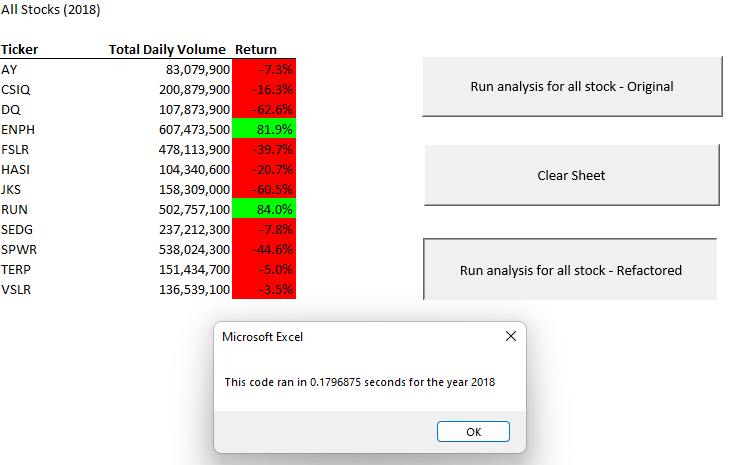 All Stocks (2018)
Ticker Total Daily Volume Return
AY 83,079,900 -7.3%
CSIQ 200,879,900 -16.3%
DQ 107,873,900 -62.6%
ENPH 607,473,500 81.9%
FSLR 478,113,900 -39.7%
HASI 104,340,600 -20.7%
JKS 158,309,000 -60.5%
RUN 502,757,100 84.0%
SEDG 237,212,300 -7.8%
SPWR 538,024,300 -44.6%
TERP 151,434,700 -5.0%
VSLR 136,539,100 -3.5%
Run analysis for all stock - Original
Clear Sheet
Run analysis for all stock - Refactored
Microsoft Excel
This code ran in 0.1796875 seconds for the year 2018
OK